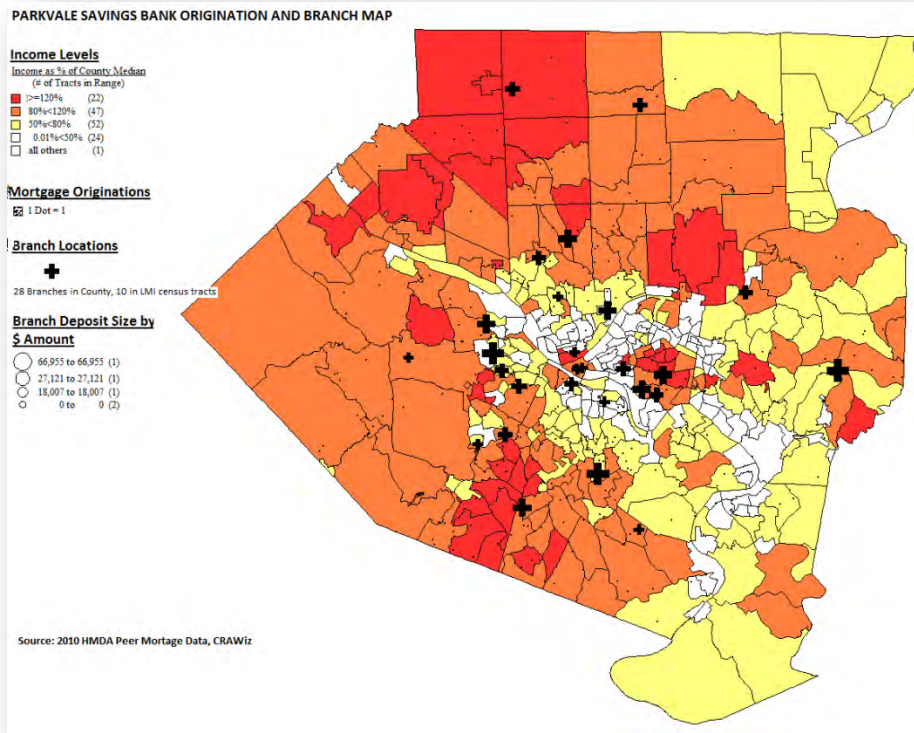 PARKVALE SAVINGS BANK ORIGINATION AND BRANCH MAP
Income Levels
Income as % of County Median
(# of Tracts in Range)
>=120% (22)
80%<120% (47)
50%<80% (52)
0.01%<50% (24)
all others (1)
Mortgage Originations
1 Dot = 1
Branch Locations
28 Branches in County, 10 in LMI census tracts
Branch Deposit Size by
$ Amount
66,955 to 66,955 (1)
27,121 to 27,121 (1)
18,007 to 18,007 (1)
0 to 0 (2)
Source: 2010 HMDA Peer Mortage Data, CRAWiz